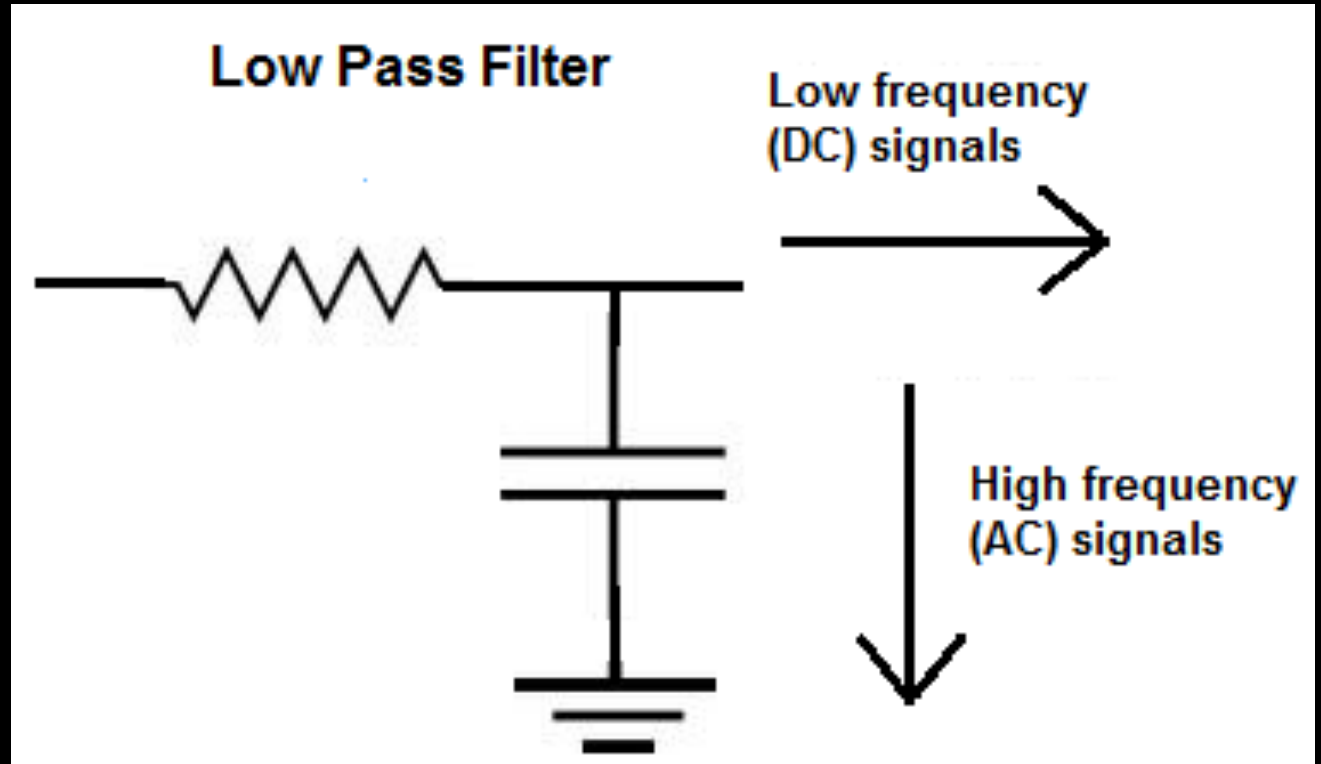 Low Pass Filter
Low frequency
(DC) signals
High frequency
(AC) signals